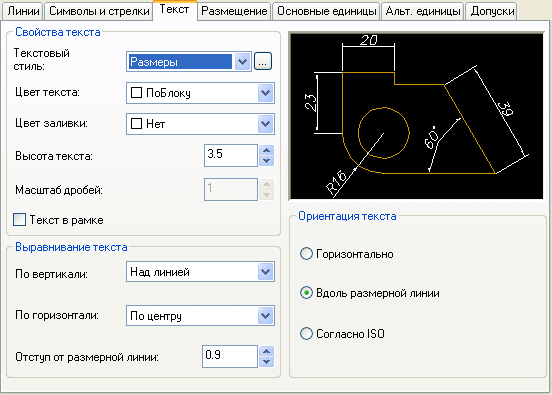 Линии Символы и стрелки Текст Размещение Основные единицы Альт. единицы Допуски
Свойства текста
Текстовый стиль: Размеры ...
Цвет текста: ПоБлоку
Цвет заливки: Нет
Высота текста: 3.5
Масштаб дробей: 1
Текст в рамке
Выравнивание текста
По вертикали: Над линией
По горизонтали: По центру
Отступ от размерной линии: 0.9
20
23
39
60°
R16
Ориентация текста
Горизонтально
Вдоль размерной линии
Согласно ISO